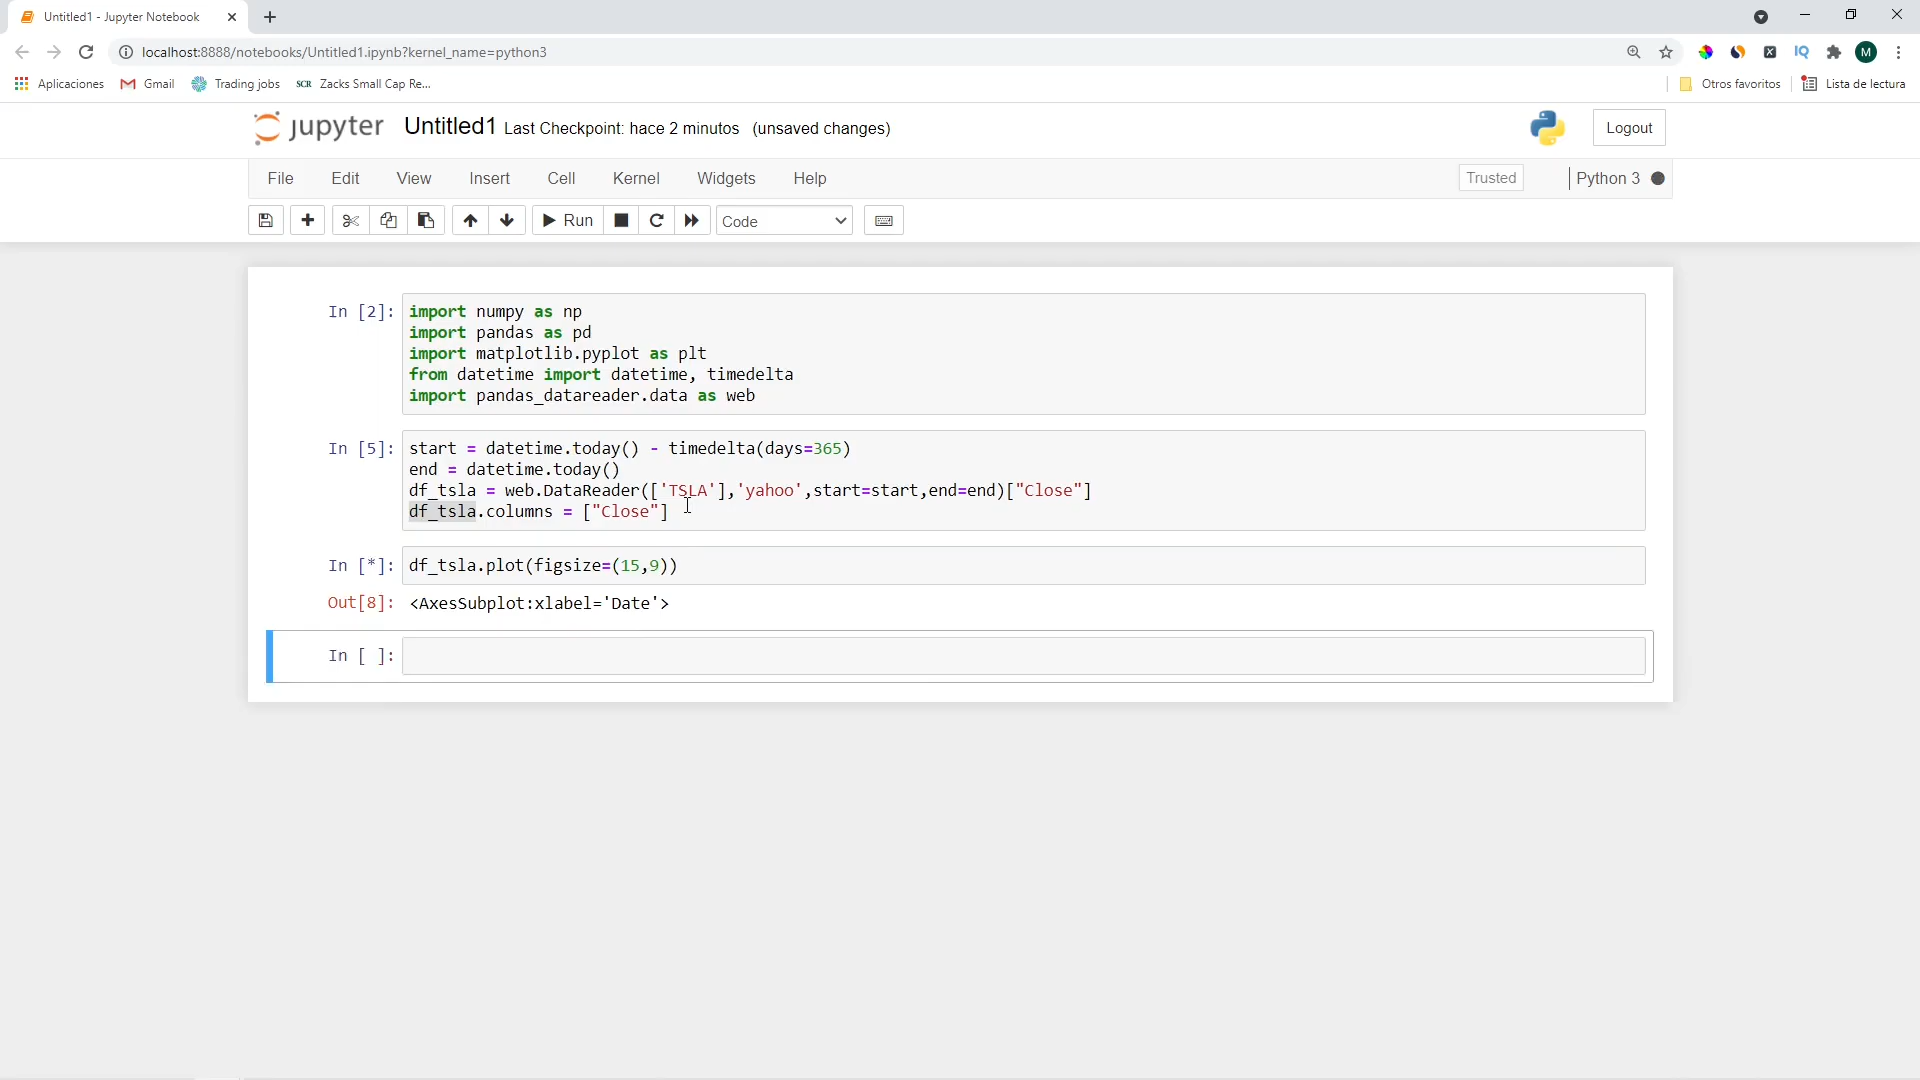 Untitled1 - Jupyter Notebook
localhost:8888/notebooks/Untitled1.ipynb?kernel_name=python3
M
Aplicaciones Gmail Trading jobs SCR Zacks Small Cap Re...
Otros favoritos Lista de lectura
jupyter Untitled1 Last Checkpoint: hace 2 minutos (unsaved changes)
Logout
File Edit View Insert Cell Kernel Widgets Help
Trusted Python 3
Run Code
In [2]: import numpy as np
import pandas as pd
import matplotlib.pyplot as plt
from datetime import datetime, timedelta
import pandas_datareader.data as web
In [5]: start = datetime.today() - timedelta(days=365)
end = datetime.today()
df_tsla = web.DataReader(['TSLA'],'yahoo',start=start,end=end)["Close"]
df_tsla.columns = ["Close"]
In [*]: df_tsla.plot(figsize=(15,9))
Out[8]: <AxesSubplot:xlabel='Date'>
In [ ]: